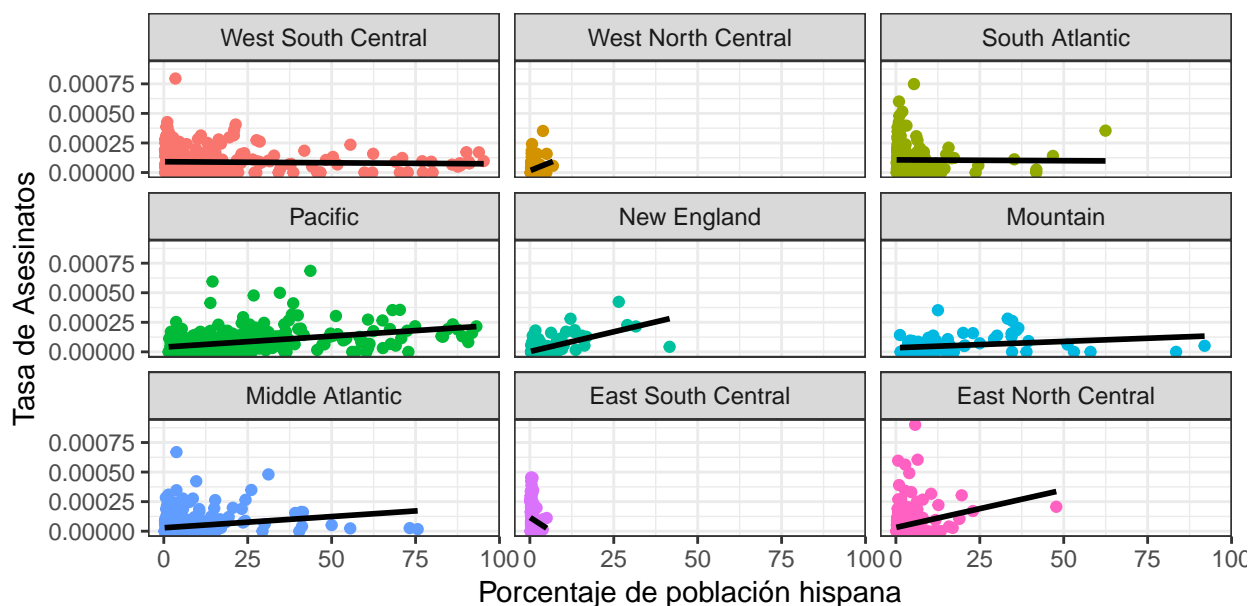 West South Central
West North Central
South Atlantic
0.00075
0.00050
0.00025
0.00000
Pacific
New England
Mountain
0.00075
0.00050
0.00025
0.00000
Middle Atlantic
East South Central
East North Central
0.00075
0.00050
0.00025
0.00000
0 25 50 75 100
0 25 50 75 100
0 25 50 75 100
Porcentaje de población hispana
Tasa de Asesinatos